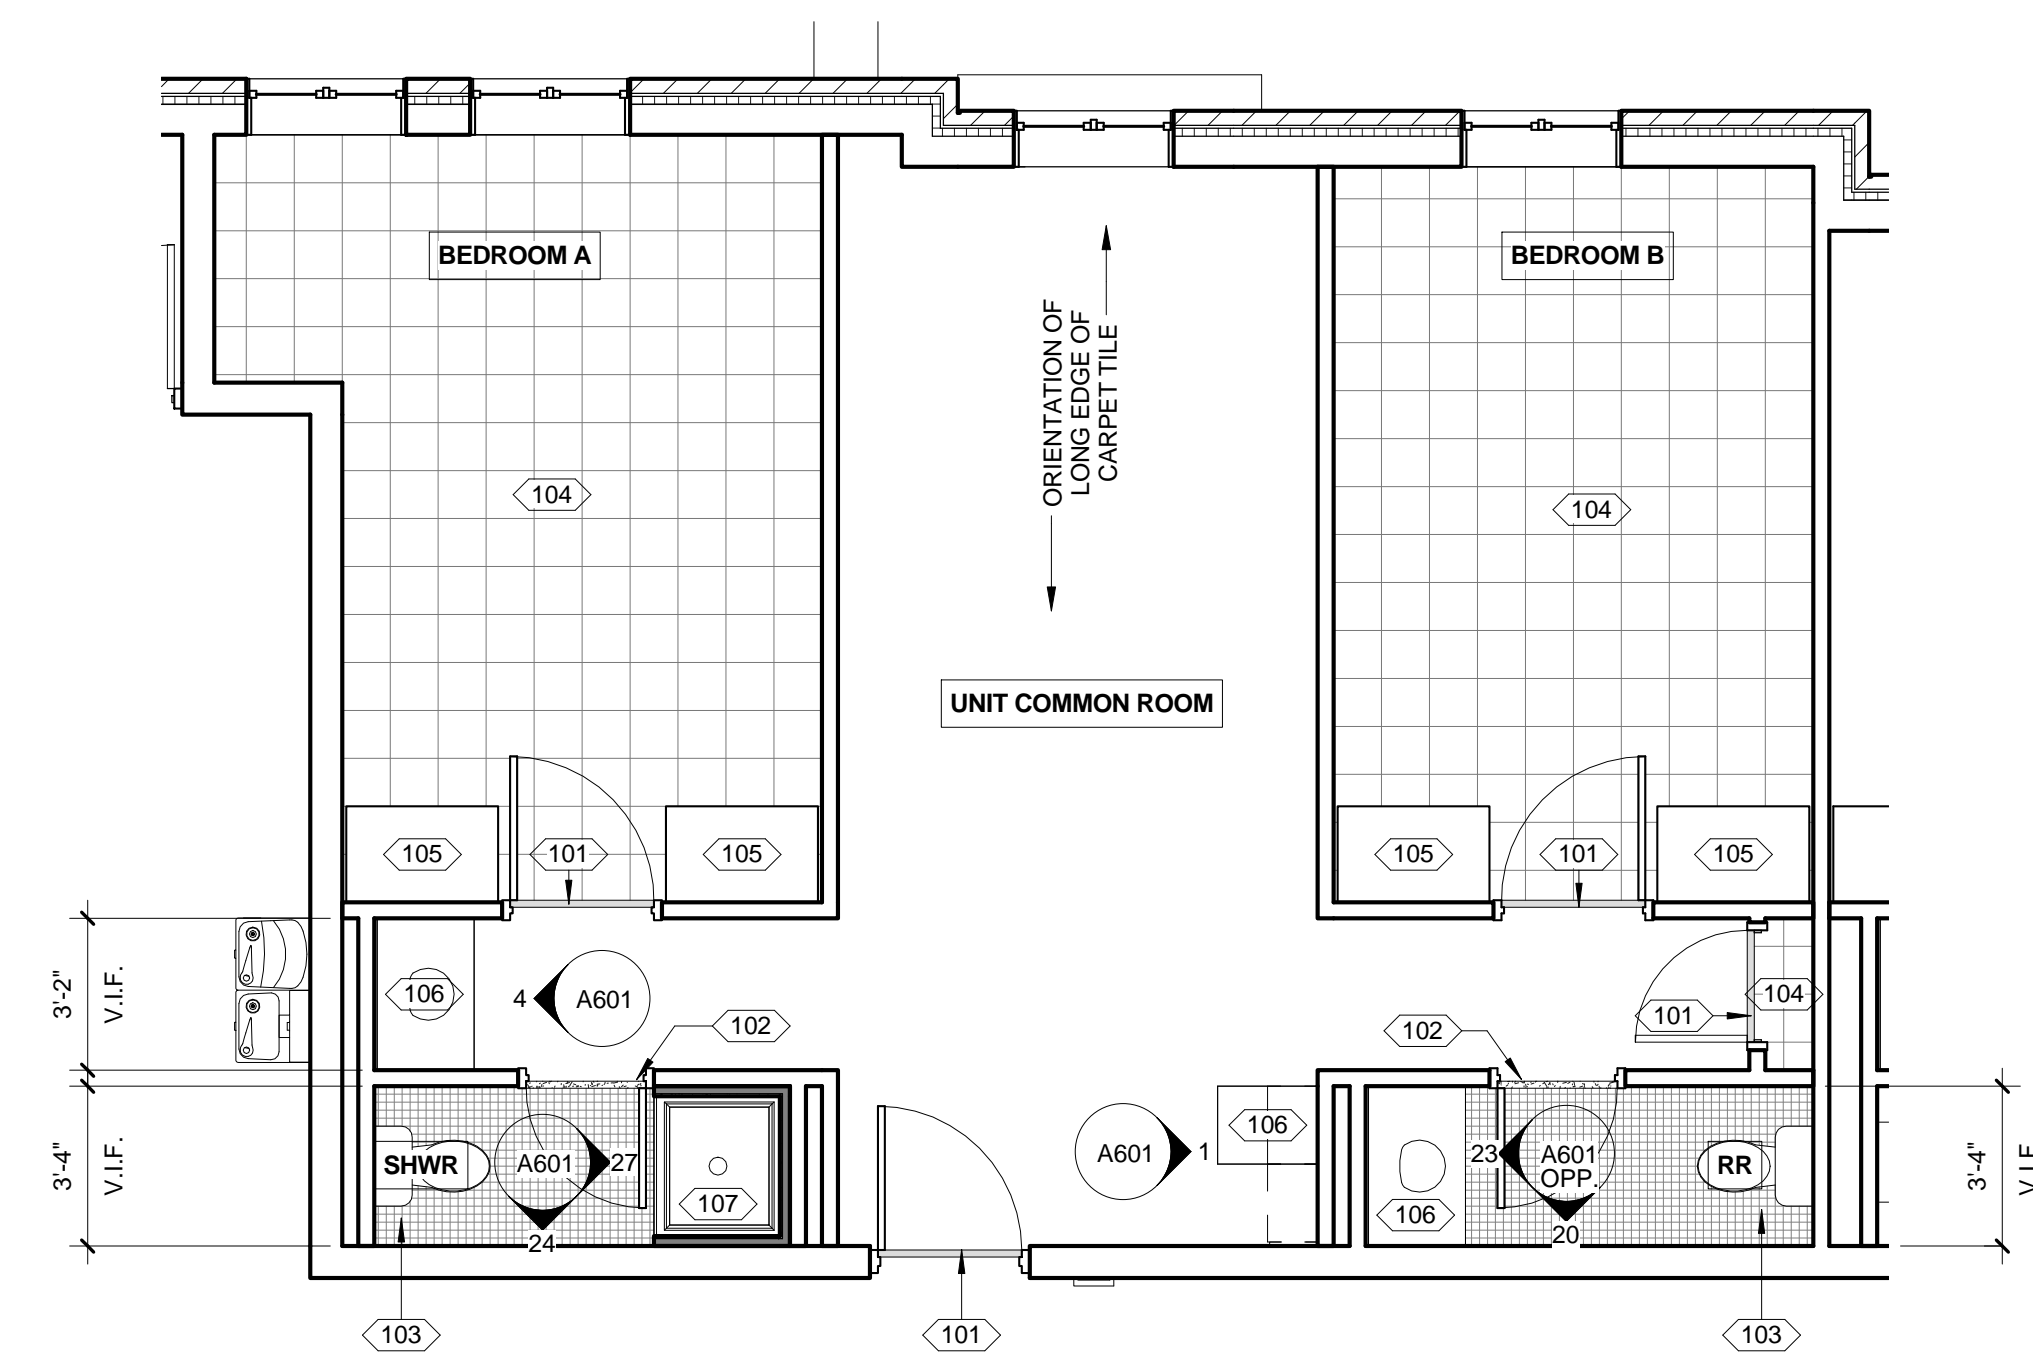 BEDROOM A
BEDROOM B
ORIENTATION OF
LONG EDGE OF
CARPET TILE
104
104
UNIT COMMON ROOM
105
101
105
105
101
105
3'-2"
V.I.F.
106
4
A601
102
102
101
104
3'-4"
V.I.F.
SHWR
A601
27
24
107
A601
1
106
106
23
A601
OPP.
20
RR
3'-4"
V.I.F.
103
101
103